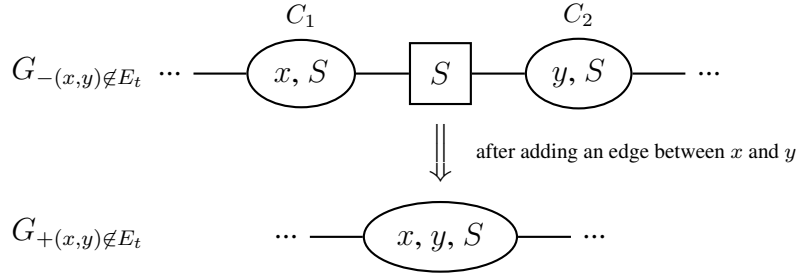 C₁ C₂
G₋₍ₓ,y₎∉Eₜ ... x, S S y, S ...
after adding an edge between x and y
G₊₍ₓ,y₎∉Eₜ ... x, y, S ...